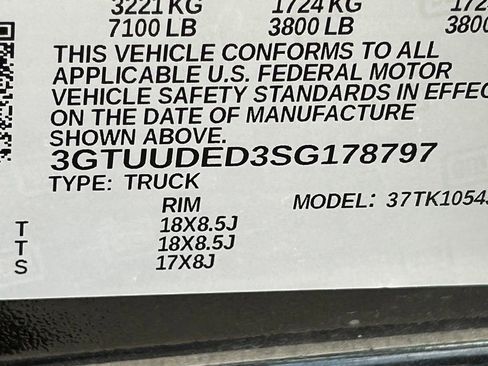 3221 KG 1724 KG
7100 LB 3800 LB 3800
THIS VEHICLE CONFORMS TO ALL
APPLICABLE U.S. FEDERAL MOTOR
VEHICLE SAFETY STANDARDS IN EFFEC
ON THE DATE OF MANUFACTURE
SHOWN ABOVE.
3GTUUDED3SG178797
TYPE: TRUCK
RIM MODEL: 37TK1054
T 18X8.5J
T 18X8.5J
S 17X8J